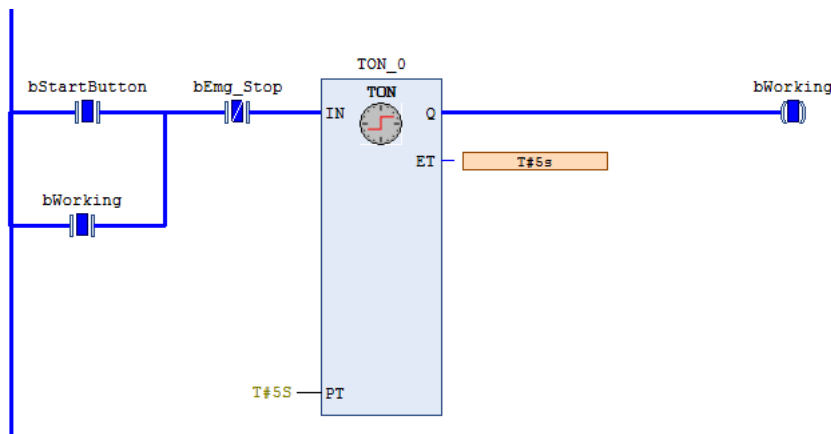 TON_0
bStartButton
bEmg_Stop
TON
bWorking
IN
Q
ET
T#5s
bWorking
T#5S
PT